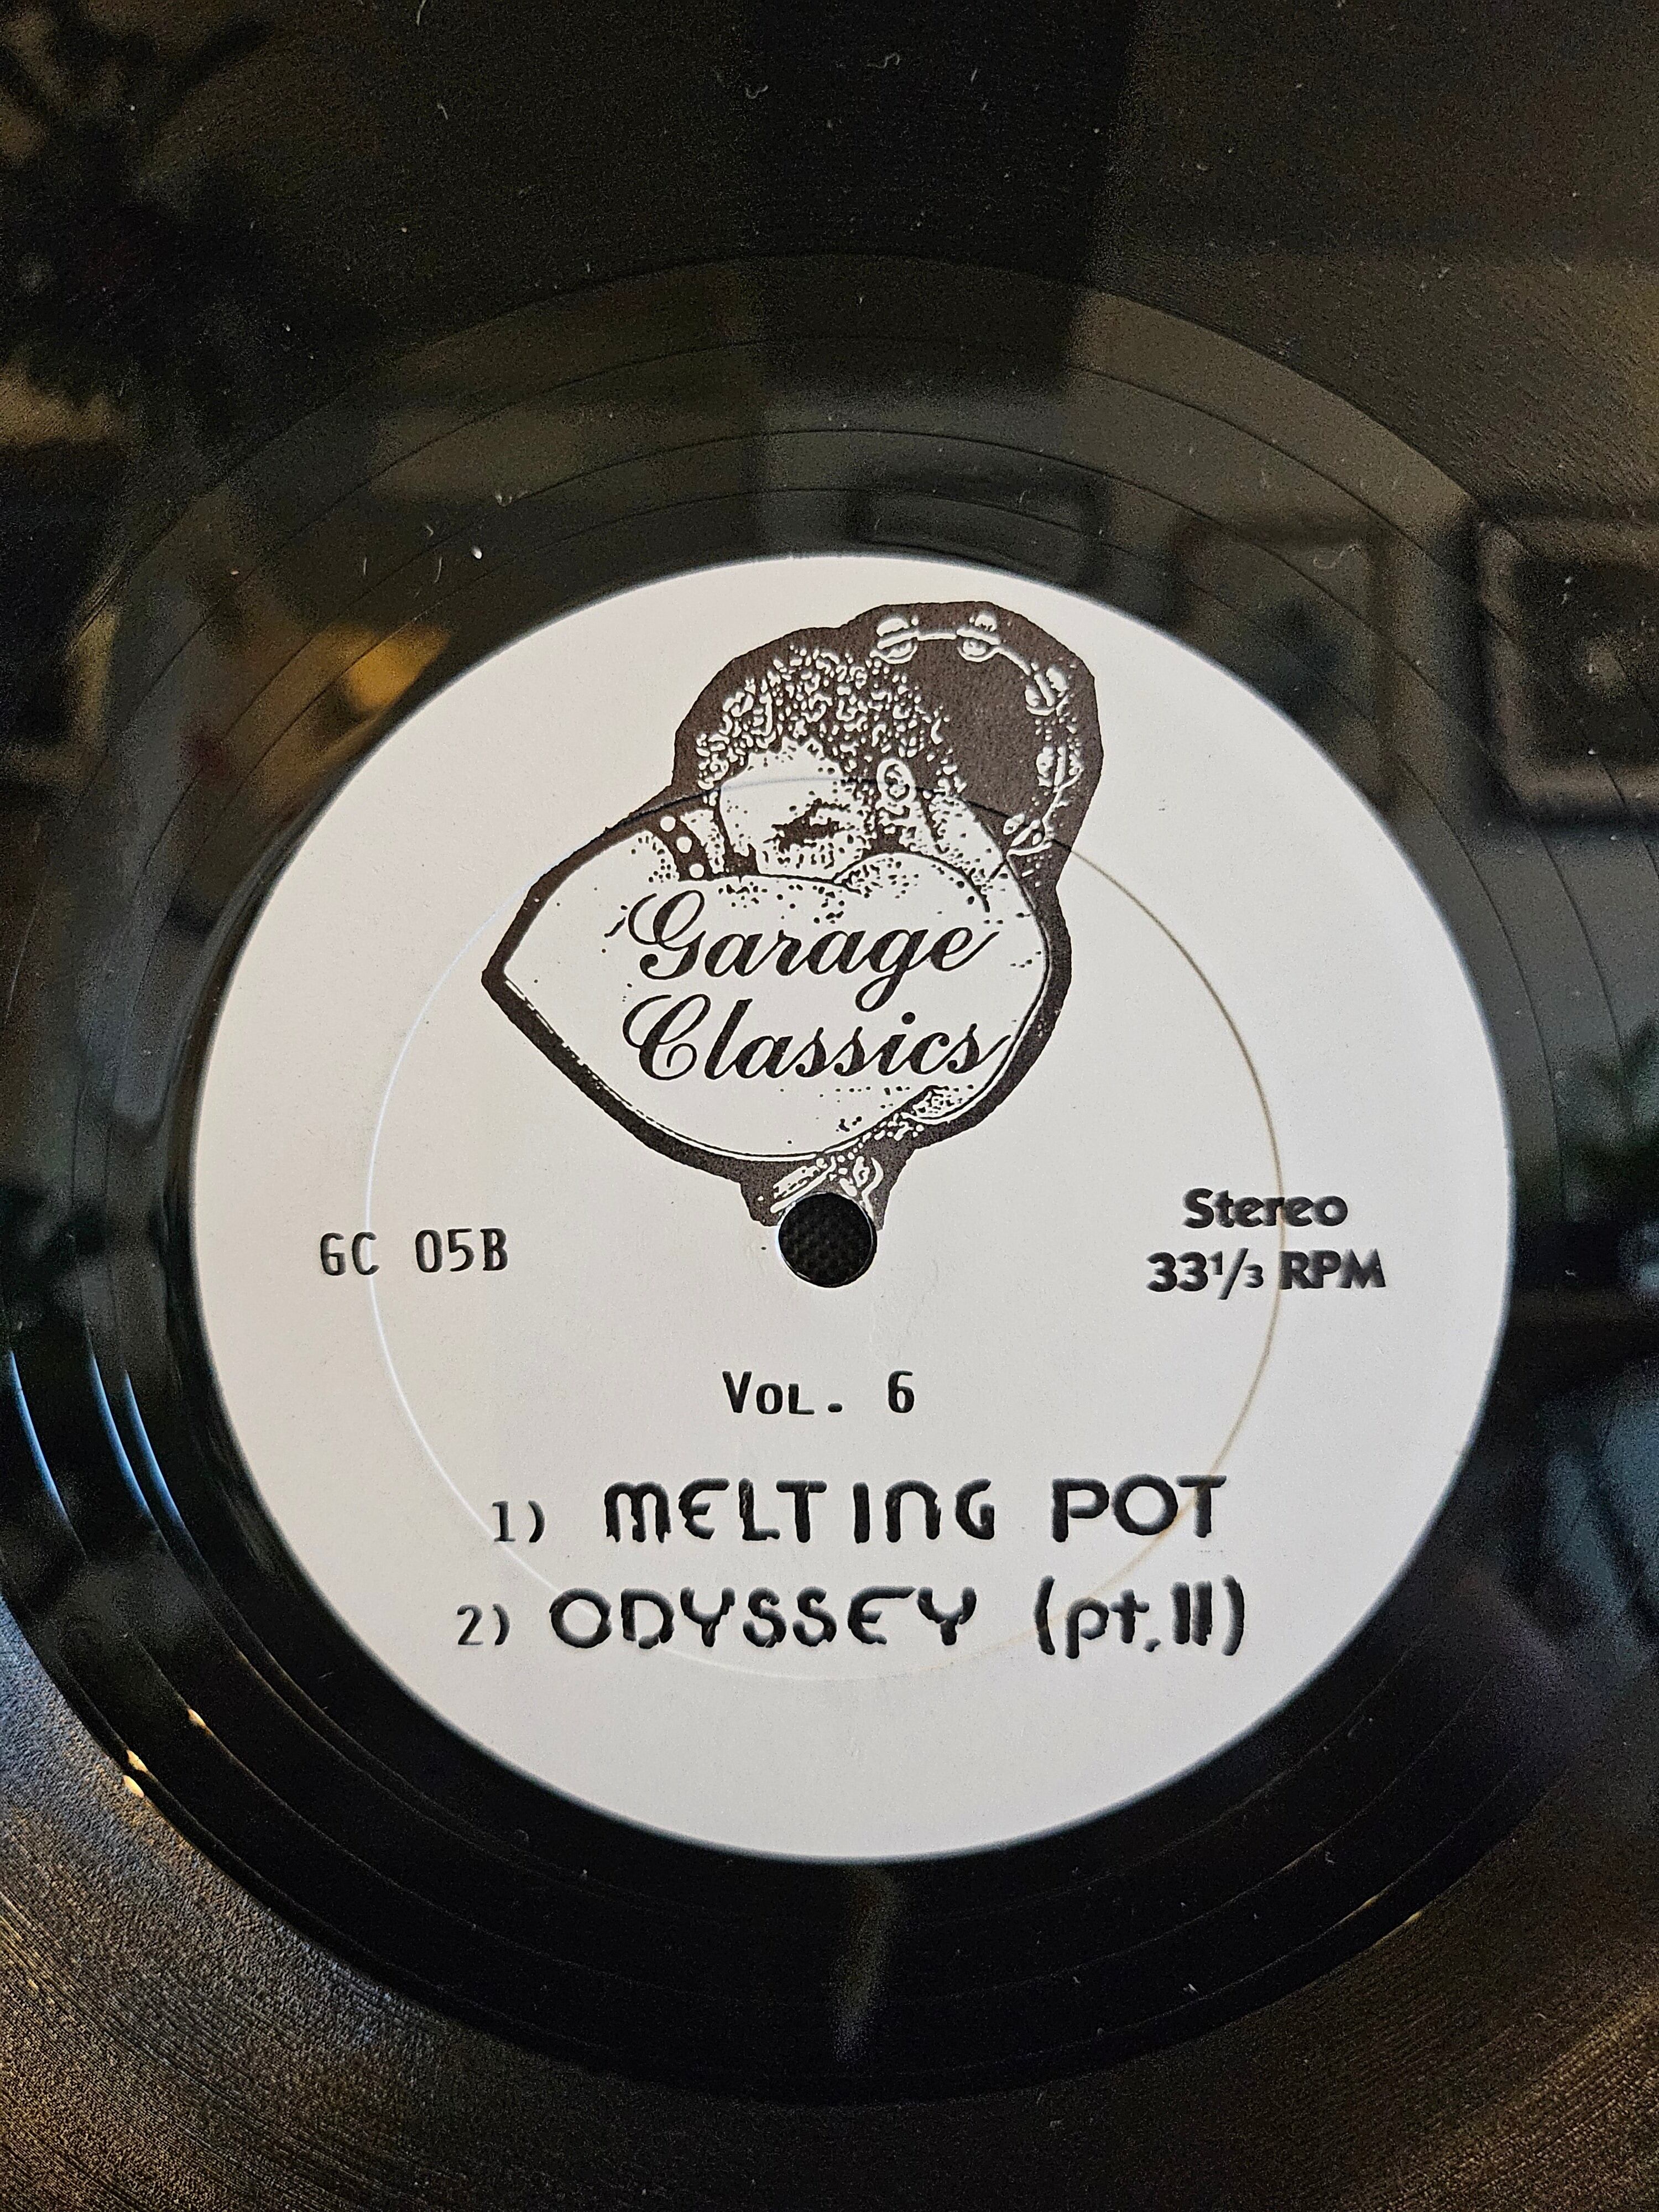 Garage
Classics
GC 05B
Stereo
33⅓ RPM
VOL. 6
1) MELTING POT
2) ODYSSEY (pt.II)